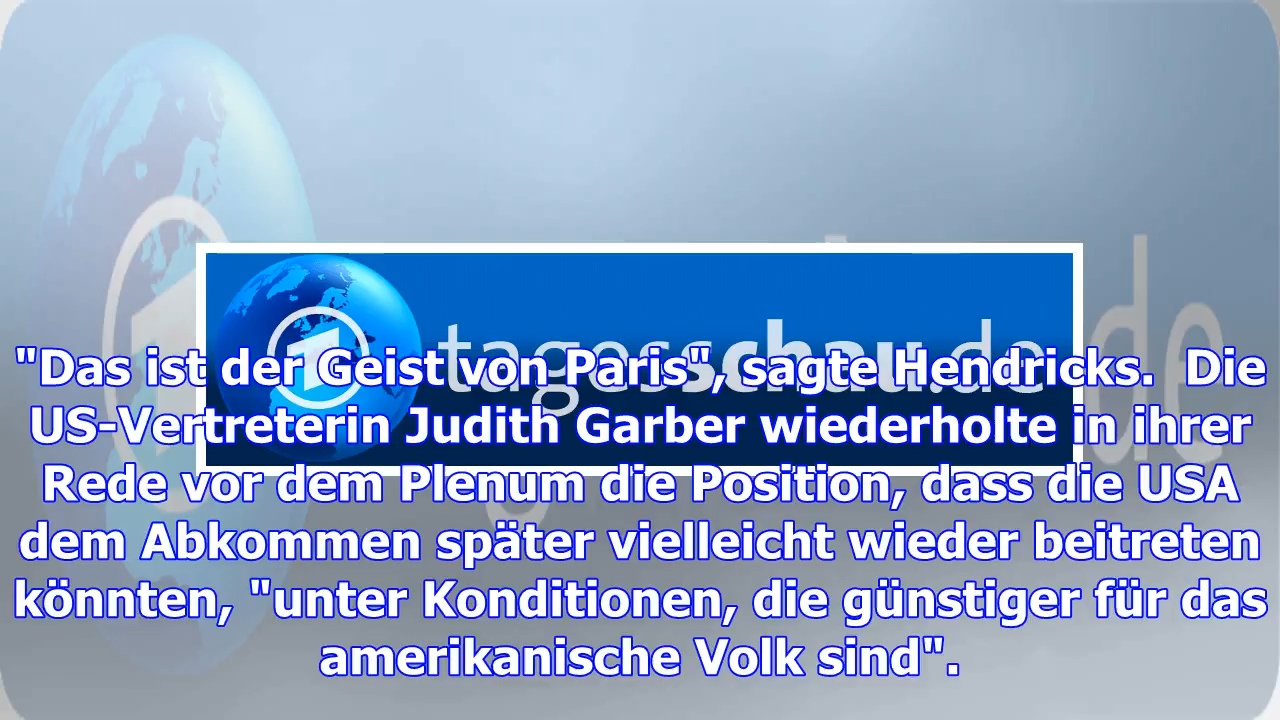 tagesschau.de
"Das ist der Geist von Paris", sagte Hendricks.  Die
US-Vertreterin Judith Garber wiederholte in ihrer
Rede vor dem Plenum die Position, dass die USA
dem Abkommen später vielleicht wieder beitreten
könnten, "unter Konditionen, die günstiger für das
amerikanische Volk sind".